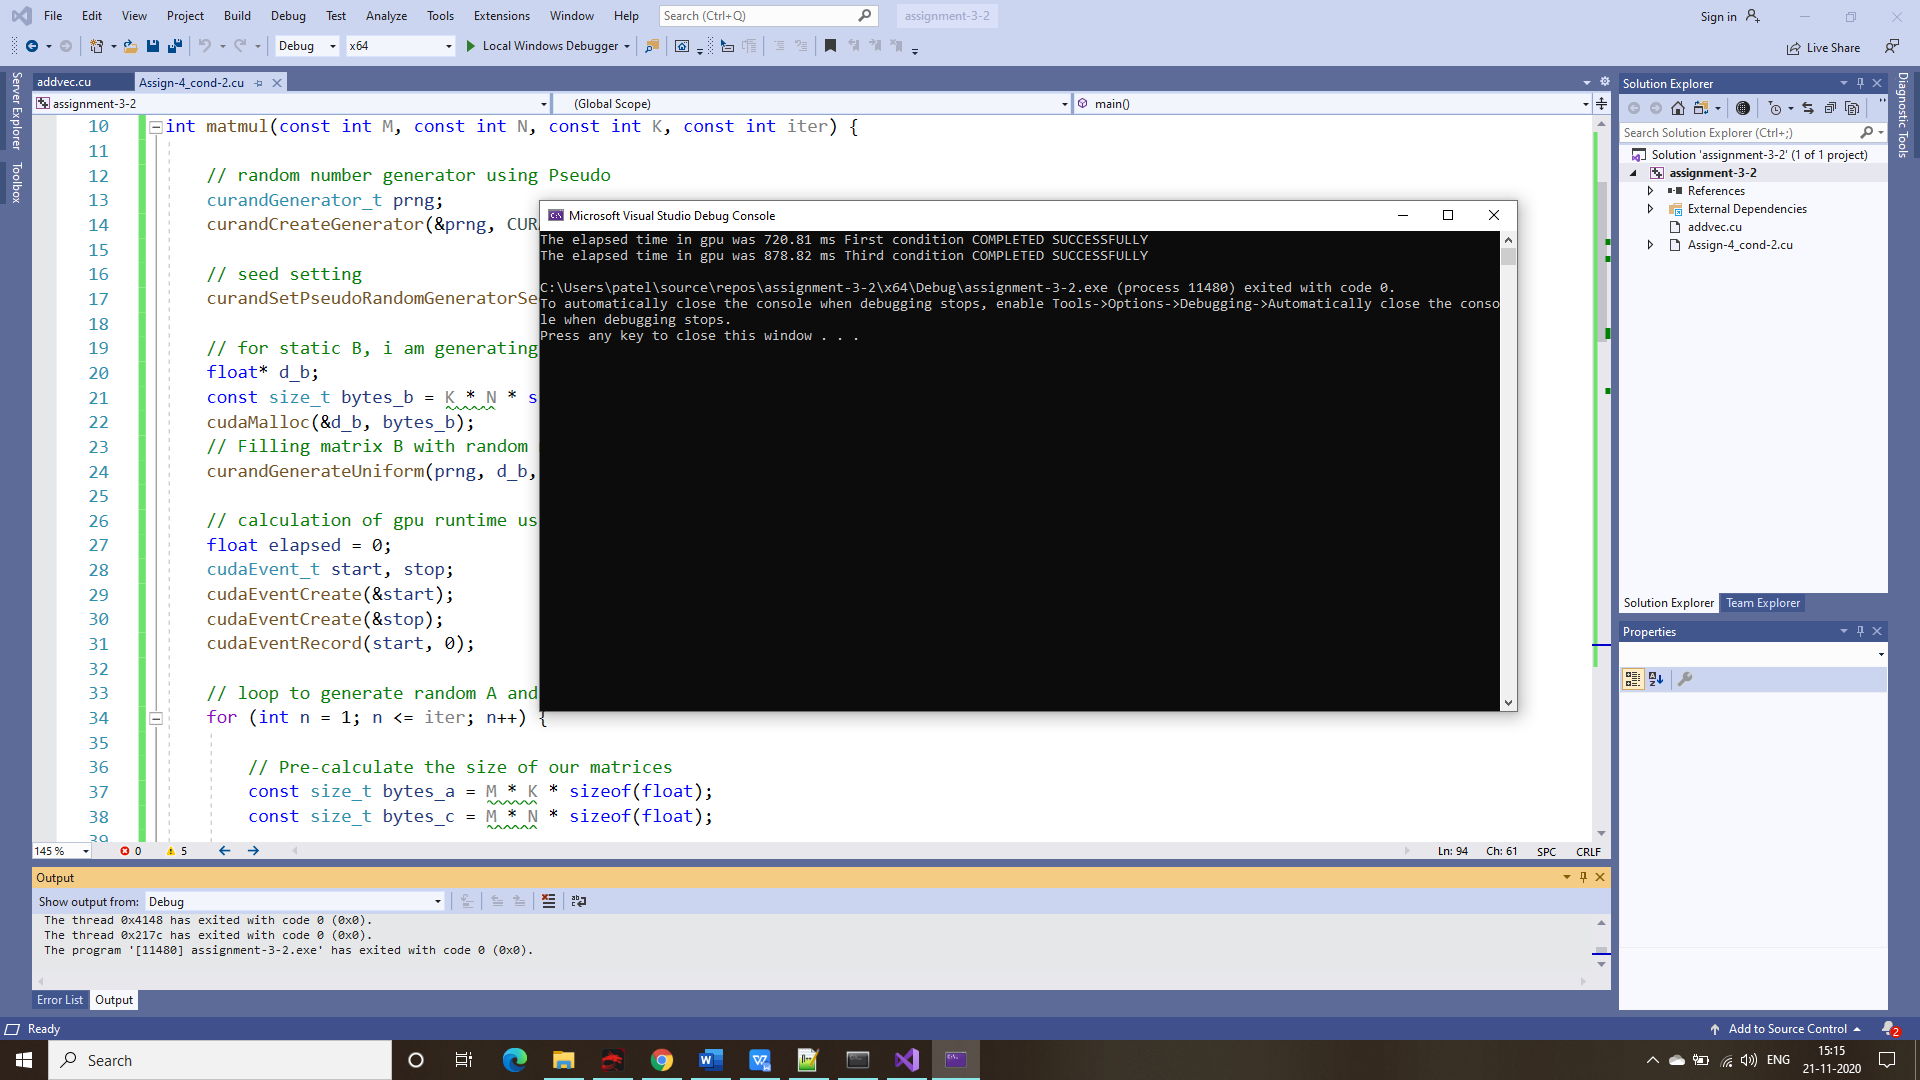 File Edit View Project Build Debug Test Analyze Tools Extensions Window Help Search (Ctrl+Q) assignment-3-2 Sign in
Debug x64 Local Windows Debugger Live Share
Server Explorer
Toolbox
addvec.cu Assign-4_cond-2.cu
assignment-3-2 (Global Scope) main()
10 int matmul(const int M, const int N, const int K, const int iter) {
11
12 // random number generator using Pseudo
13 curandGenerator_t prng;
14 curandCreateGenerator(&prng,
15
16 // seed setting
17
18
19 // for static B, i am generating
20 float* d_b;
21 const size_t bytes_b = K * N *
22 cudaMalloc(&d_b, bytes_b);
23 // Filling matrix B with random
24 curandGenerateUniform(prng, d_b,
25
26 // calculation of gpu runtime
27 float elapsed = 0;
28 cudaEvent_t start, stop;
29 cudaEventCreate(&start);
30 cudaEventCreate(&stop);
31 cudaEventRecord(start, 0);
32
33 // loop to generate random A and
34 for (int n = 1; n <= iter; n++) {
35
36 // Pre-calculate the size of our matrices
37 const size_t bytes_a = M * K * sizeof(float);
38 const size_t bytes_c = M * N * sizeof(float);
39
Microsoft Visual Studio Debug Console
The elapsed time in gpu was 720.81 ms First condition COMPLETED SUCCESSFULLY
The elapsed time in gpu was 878.82 ms Third condition COMPLETED SUCCESSFULLY
C:\Users\patel\source\repos\assignment-3-2\x64\Debug\assignment-3-2.exe (process 11480) exited with code 0.
To automatically close the console when debugging stops, enable Tools->Options->Debugging->Automatically close the conso
le when debugging stops.
Press any key to close this window . . .
145 % 0 5 Ln: 94 Ch: 61 SPC CRLF
Output
Show output from: Debug
The thread 0x4148 has exited with code 0 (0x0).
The thread 0x217c has exited with code 0 (0x0).
The program '[11480] assignment-3-2.exe' has exited with code 0 (0x0).
Error List Output
Solution Explorer
Search Solution Explorer (Ctrl+;)
Solution 'assignment-3-2' (1 of 1 project)
assignment-3-2
References
External Dependencies
addvec.cu
Assign-4_cond-2.cu
Solution Explorer Team Explorer
Properties
Diagnostic Tools
Ready Add to Source Control 2
Search ENG 15:15
21-11-2020